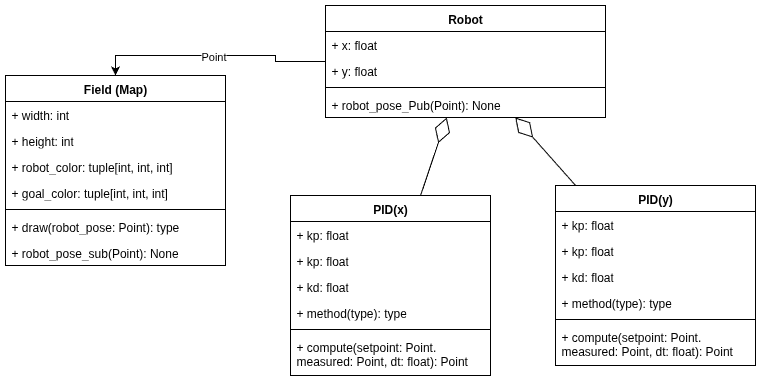 Robot
+ x: float
+ y: float
+ robot_pose_Pub(Point): None
Point
Field (Map)
+ width: int
+ height: int
+ robot_color: tuple[int, int, int]
+ goal_color: tuple[int, int, int]
+ draw(robot_pose: Point): type
+ robot_pose_sub(Point): None
PID(x)
+ kp: float
+ kp: float
+ kd: float
+ method(type): type
+ compute(setpoint: Point.
measured: Point, dt: float): Point
PID(y)
+ kp: float
+ kp: float
+ kd: float
+ method(type): type
+ compute(setpoint: Point.
measured: Point, dt: float): Point